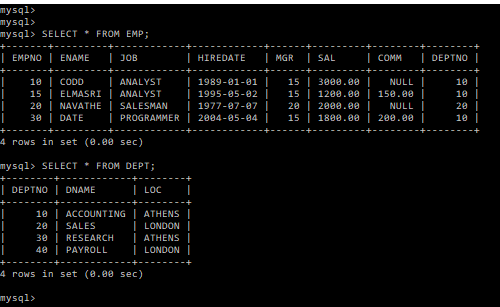 mysql>
mysql>
mysql> SELECT * FROM EMP;
+-------+---------+------------+------------+------+---------+--------+--------+
| EMPNO | ENAME   | JOB        | HIREDATE   | MGR  | SAL     | COMM   | DEPTNO |
+-------+---------+------------+------------+------+---------+--------+--------+
|    10 | CODD    | ANALYST    | 1989-01-01 |   15 | 3000.00 |   NULL |     10 |
|    15 | ELMASRI | ANALYST    | 1995-05-02 |   15 | 1200.00 | 150.00 |     10 |
|    20 | NAVATHE | SALESMAN   | 1977-07-07 |   20 | 2000.00 |   NULL |     20 |
|    30 | DATE    | PROGRAMMER | 2004-05-04 |   15 | 1800.00 | 200.00 |     10 |
+-------+---------+------------+------------+------+---------+--------+--------+
4 rows in set (0.00 sec)
mysql> SELECT * FROM DEPT;
+--------+------------+--------+
| DEPTNO | DNAME      | LOC    |
+--------+------------+--------+
|     10 | ACCOUNTING | ATHENS |
|     20 | SALES      | LONDON |
|     30 | RESEARCH   | ATHENS |
|     40 | PAYROLL    | LONDON |
+--------+------------+--------+
4 rows in set (0.00 sec)
mysql>